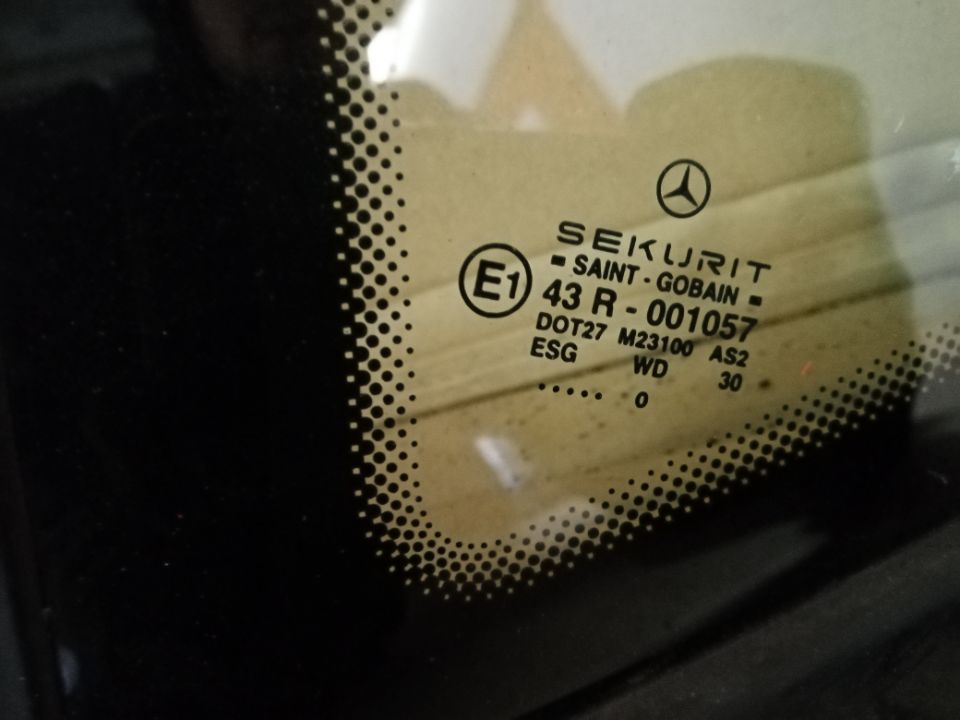 SEKURIT
SAINT - GOBAIN
E1
43 R - 001057
DOT27 M23100 AS2
ESG WD 30
..... 0